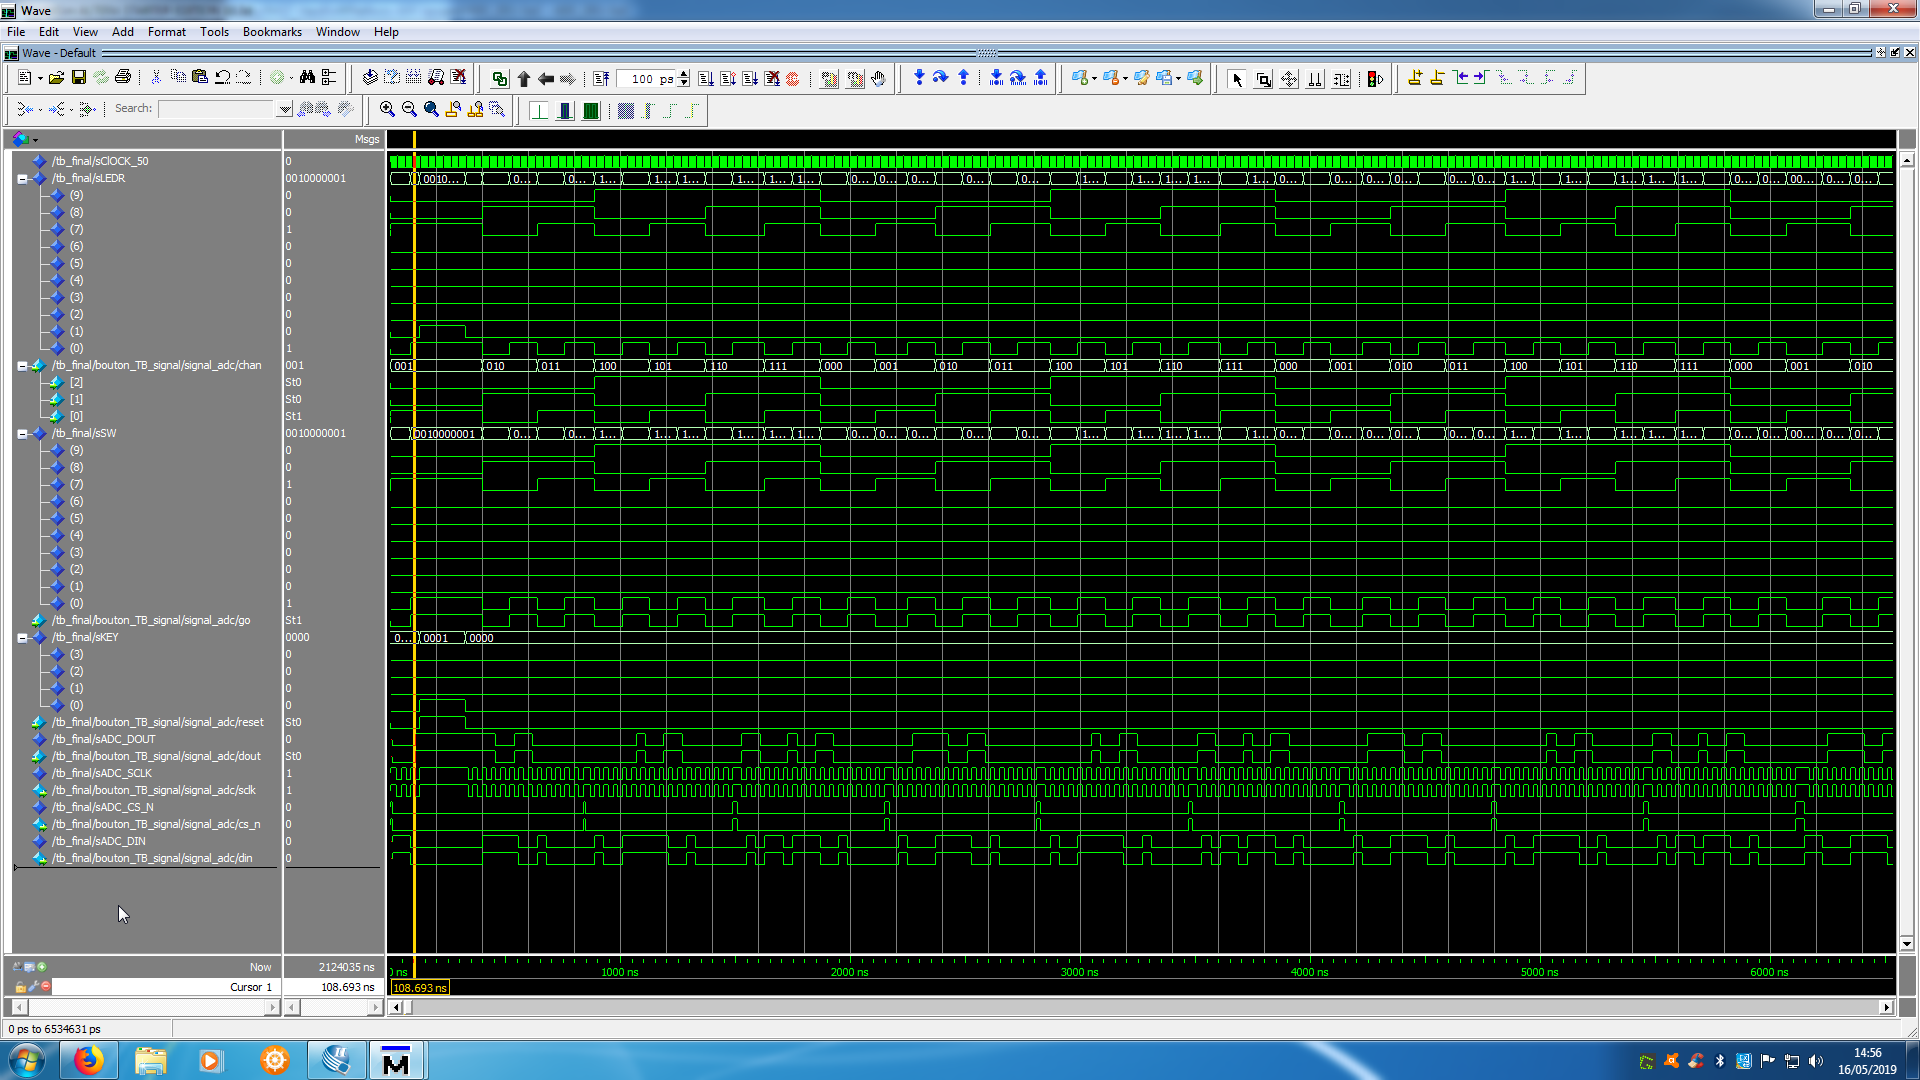 Wave
File Edit View Add Format Tools Bookmarks Window Help
Wave - Default
100 ps
Search:
Msgs
/tb_final/sClOCK_50 0
/tb_final/sLEDR 0010000001 0010... 0... 0... 1... 1... 1... 1... 1... 1... 0... 0... 0... 0... 0... 1... 1... 1... 1... 1... 0... 0... 0... 0... 0... 0... 1... 1... 1... 1... 1... 0... 0... 00... 0... 0...
(9) 0
(8) 0
(7) 1
(6) 0
(5) 0
(4) 0
(3) 0
(2) 0
(1) 0
(0) 1
/tb_final/bouton_TB_signal/signal_adc/chan 001 001 010 011 100 101 110 111 000 001 010 011 100 101 110 111 000 001 010 011 100 101 110 111 000 001 010
[2] St0
[1] St0
[0] St1
/tb_final/sSW 0010000001 0010000001 0... 0... 1... 1... 1... 1... 1... 1... 0... 0... 0... 0... 0... 1... 1... 1... 1... 1... 0... 0... 0... 0... 0... 0... 1... 1... 1... 1... 1... 0... 0... 00... 0... 0...
(9) 0
(8) 0
(7) 1
(6) 0
(5) 0
(4) 0
(3) 0
(2) 0
(1) 0
(0) 1
/tb_final/bouton_TB_signal/signal_adc/go St1
/tb_final/sKEY 0000 0... 0001 0000
(3) 0
(2) 0
(1) 0
(0) 0
/tb_final/bouton_TB_signal/signal_adc/reset St0
/tb_final/sADC_DOUT 0
/tb_final/bouton_TB_signal/signal_adc/dout St0
/tb_final/sADC_SCLK 1
/tb_final/bouton_TB_signal/signal_adc/sclk 1
/tb_final/sADC_CS_N 0
/tb_final/bouton_TB_signal/signal_adc/cs_n 0
/tb_final/sADC_DIN 0
/tb_final/bouton_TB_signal/signal_adc/din 0
Now 2124035 ns 0 ns 1000 ns 2000 ns 3000 ns 4000 ns 5000 ns 6000 ns
Cursor 1 108.693 ns 108.693 ns
0 ps to 6534631 ps
M
14:56
16/05/2019